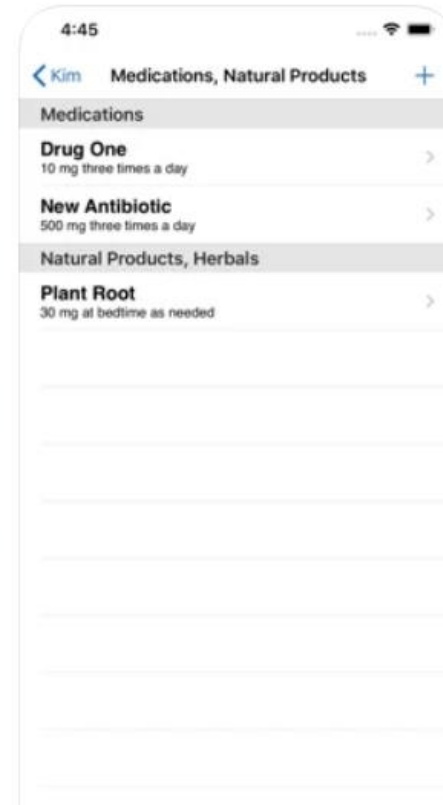 4:45
Kim Medications, Natural Products +
Medications
Drug One
10 mg three times a day
New Antibiotic
500 mg three times a day
Natural Products, Herbals
Plant Root
30 mg at bedtime as needed